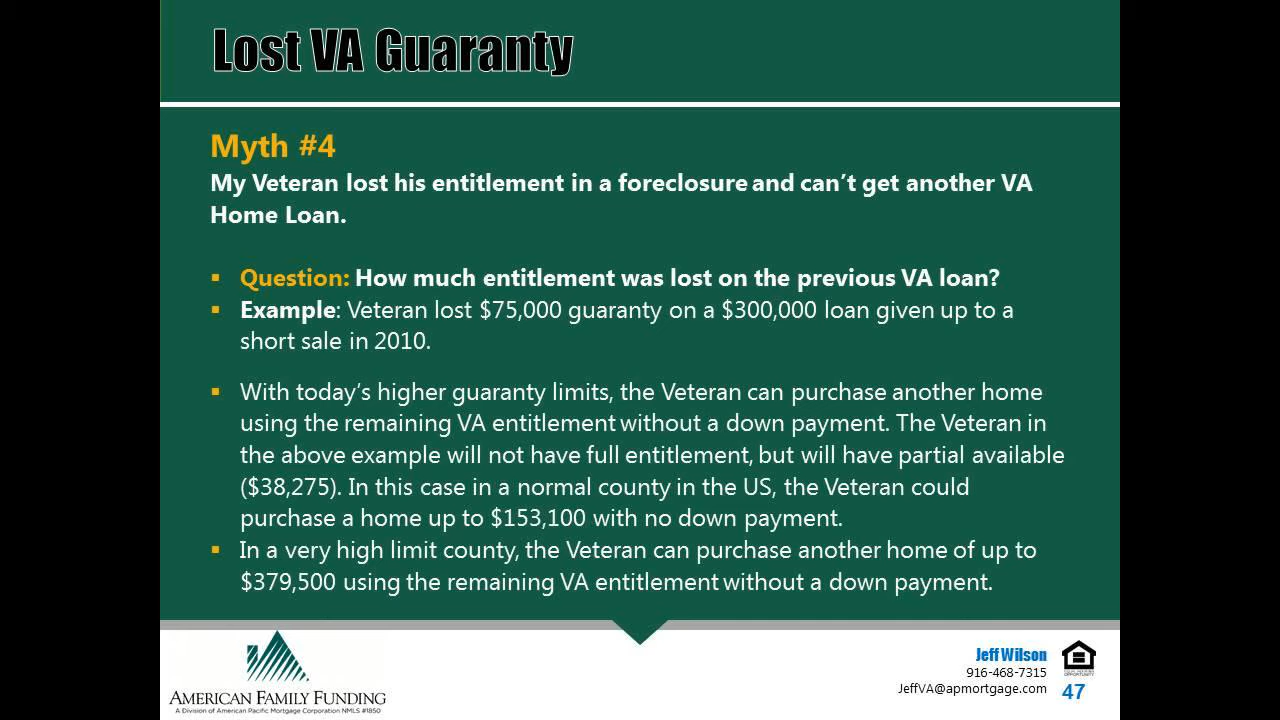 Lost VA Guaranty
Myth #4
My Veteran lost his entitlement in a foreclosure and can’t get another VA
Home Loan.
▪ Question: How much entitlement was lost on the previous VA loan?
▪ Example: Veteran lost $75,000 guaranty on a $300,000 loan given up to a
short sale in 2010.
▪ With today’s higher guaranty limits, the Veteran can purchase another home
using the remaining VA entitlement without a down payment. The Veteran in
the above example will not have full entitlement, but will have partial available
($38,275). In this case in a normal county in the US, the Veteran could
purchase a home up to $153,100 with no down payment.
▪ In a very high limit county, the Veteran can purchase another home of up to
$379,500 using the remaining VA entitlement without a down payment.
AMERICAN FAMILY FUNDING
A Division of American Pacific Mortgage Corporation NMLS #1850
Jeff Wilson
916-468-7315
JeffVA@apmortgage.com
47